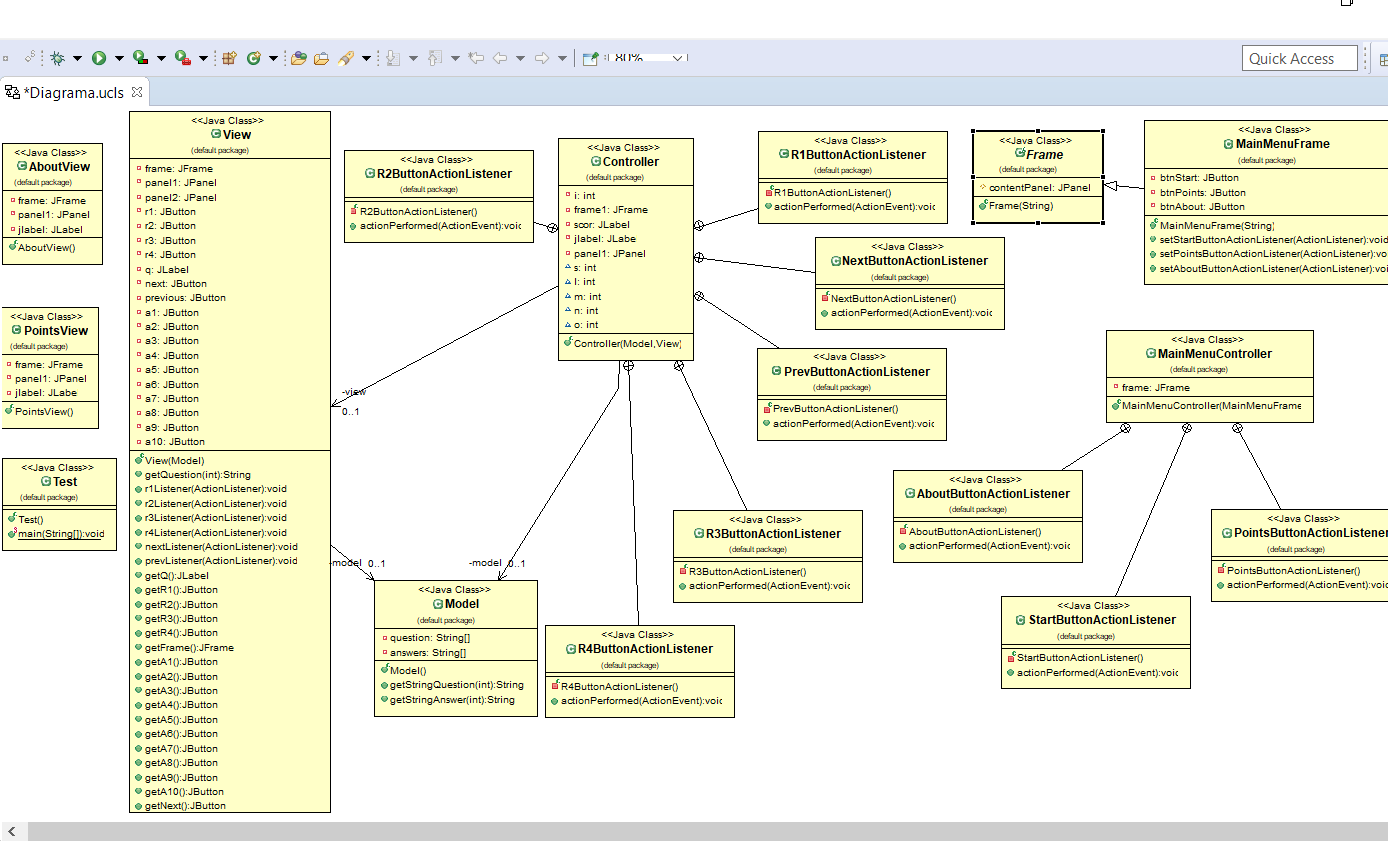 80%
Quick Access
*Diagrama.ucls
<<Java Class>>
AboutView
(default package)
frame: JFrame
panel1: JPanel
jlabel: JLabel
AboutView()
<<Java Class>>
PointsView
(default package)
frame: JFrame
panel1: JPanel
jlabel: JLabe
PointsView()
<<Java Class>>
Test
(default package)
Test()
main(String[]):void
<<Java Class>>
View
(default package)
frame: JFrame
panel1: JPanel
panel2: JPanel
r1: JButton
r2: JButton
r3: JButton
r4: JButton
q: JLabel
next: JButton
previous: JButton
a1: JButton
a2: JButton
a3: JButton
a4: JButton
a5: JButton
a6: JButton
a7: JButton
a8: JButton
a9: JButton
a10: JButton
View(Model)
getQuestion(int):String
r1Listener(ActionListener):void
r2Listener(ActionListener):void
r3Listener(ActionListener):void
r4Listener(ActionListener):void
nextListener(ActionListener):void
prevListener(ActionListener):void
getQ():JLabel
getR1():JButton
getR2():JButton
getR3():JButton
getR4():JButton
getFrame():JFrame
getA1():JButton
getA2():JButton
getA3():JButton
getA4():JButton
getA5():JButton
getA6():JButton
getA7():JButton
getA8():JButton
getA9():JButton
getA10():JButton
getNext():JButton
<<Java Class>>
R2ButtonActionListener
(default package)
R2ButtonActionListener()
actionPerformed(ActionEvent):voic
-view
0..1
-model 0..1
-model 0..1
<<Java Class>>
Model
(default package)
question: String[]
answers: String[]
Model()
getStringQuestion(int):String
getStringAnswer(int):String
<<Java Class>>
Controller
(default package)
i: int
frame1: JFrame
scor: JLabel
jlabel: JLabe
panel1: JPanel
s: int
l: int
m: int
n: int
o: int
Controller(Model,View)
<<Java Class>>
R4ButtonActionListener
(default package)
R4ButtonActionListener()
actionPerformed(ActionEvent):voic
<<Java Class>>
R3ButtonActionListener
(default package)
R3ButtonActionListener()
actionPerformed(ActionEvent):voic
<<Java Class>>
R1ButtonActionListener
(default package)
R1ButtonActionListener()
actionPerformed(ActionEvent):voic
<<Java Class>>
NextButtonActionListener
(default package)
NextButtonActionListener()
actionPerformed(ActionEvent):voic
<<Java Class>>
PrevButtonActionListener
(default package)
PrevButtonActionListener()
actionPerformed(ActionEvent):voic
<<Java Class>>
Frame
(default package)
contentPanel: JPanel
Frame(String)
<<Java Class>>
MainMenuFrame
(default package)
btnStart: JButton
btnPoints: JButton
btnAbout: JButton
MainMenuFrame(String)
setStartButtonActionListener(ActionListener):void
setPointsButtonActionListener(ActionListener):vo
setAboutButtonActionListener(ActionListener):voi
<<Java Class>>
MainMenuController
(default package)
frame: JFrame
MainMenuController(MainMenuFrame
<<Java Class>>
AboutButtonActionListener
(default package)
AboutButtonActionListener()
actionPerformed(ActionEvent):voic
<<Java Class>>
PointsButtonActionListener
(default package)
PointsButtonActionListener()
actionPerformed(ActionEvent):voic
<<Java Class>>
StartButtonActionListener
(default package)
StartButtonActionListener()
actionPerformed(ActionEvent):voic